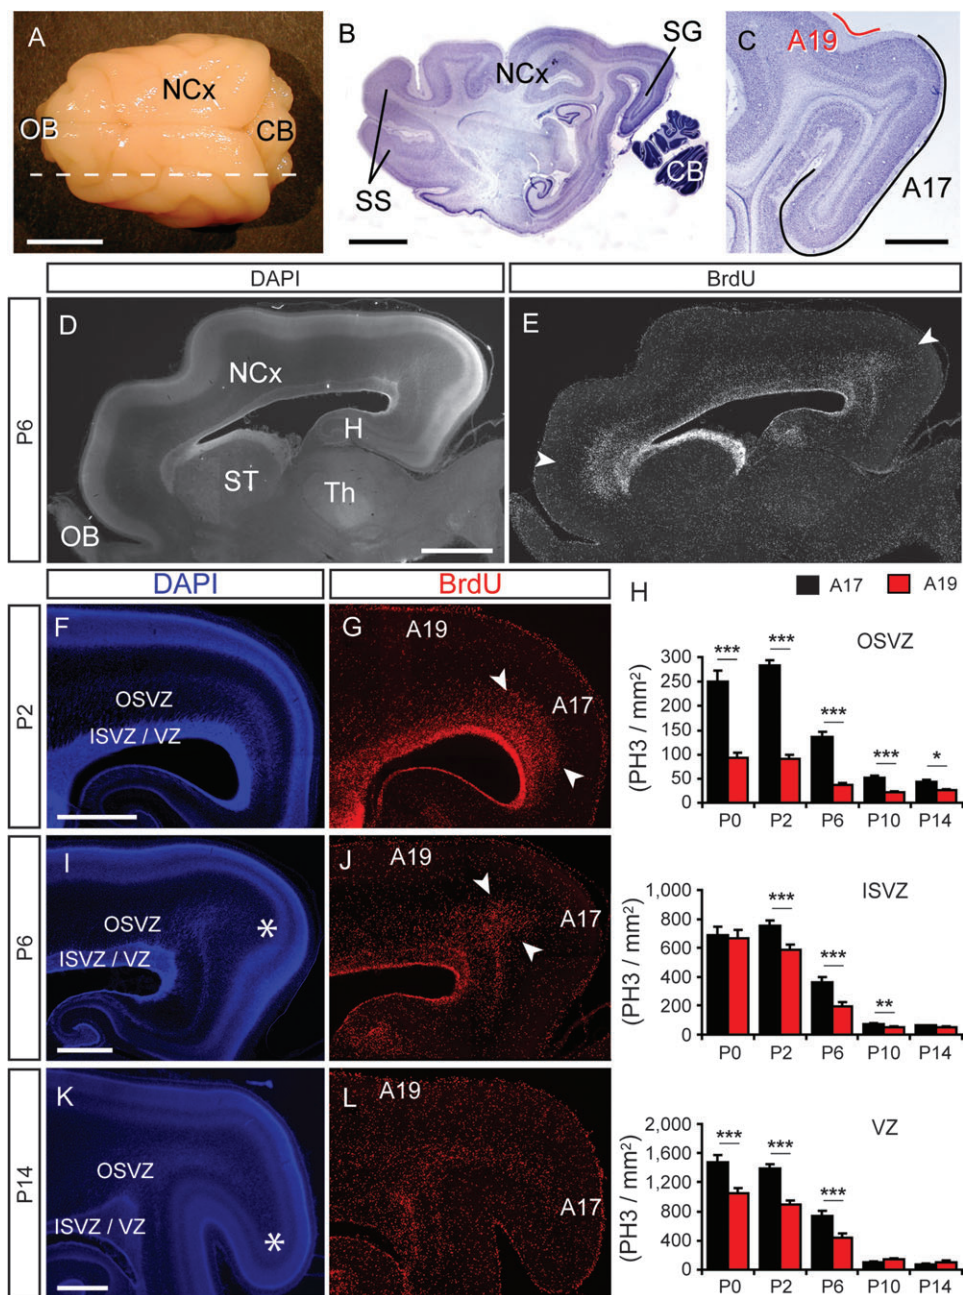 A
NCx
OB
CB
B
SG
NCx
SS
CB
C
A19
A17
DAPI
BrdU
P6
D
NCx
H
ST
Th
OB
E
DAPI
BrdU
P2
F
OSVZ
ISVZ / VZ
G
A19
A17
P6
I
OSVZ
ISVZ / VZ
*
J
A19
A17
P14
K
OSVZ
ISVZ / VZ
*
L
A19
A17
H
A17 A19
OSVZ
(PH3 / mm²)
300
250
200
150
100
50
0
*** *** *** *** *
P0 P2 P6 P10 P14
ISVZ
(PH3 / mm²)
1,000
800
600
400
200
0
*** *** **
P0 P2 P6 P10 P14
VZ
(PH3 / mm²)
2,000
1,600
1,200
800
400
0
*** *** ***
P0 P2 P6 P10 P14